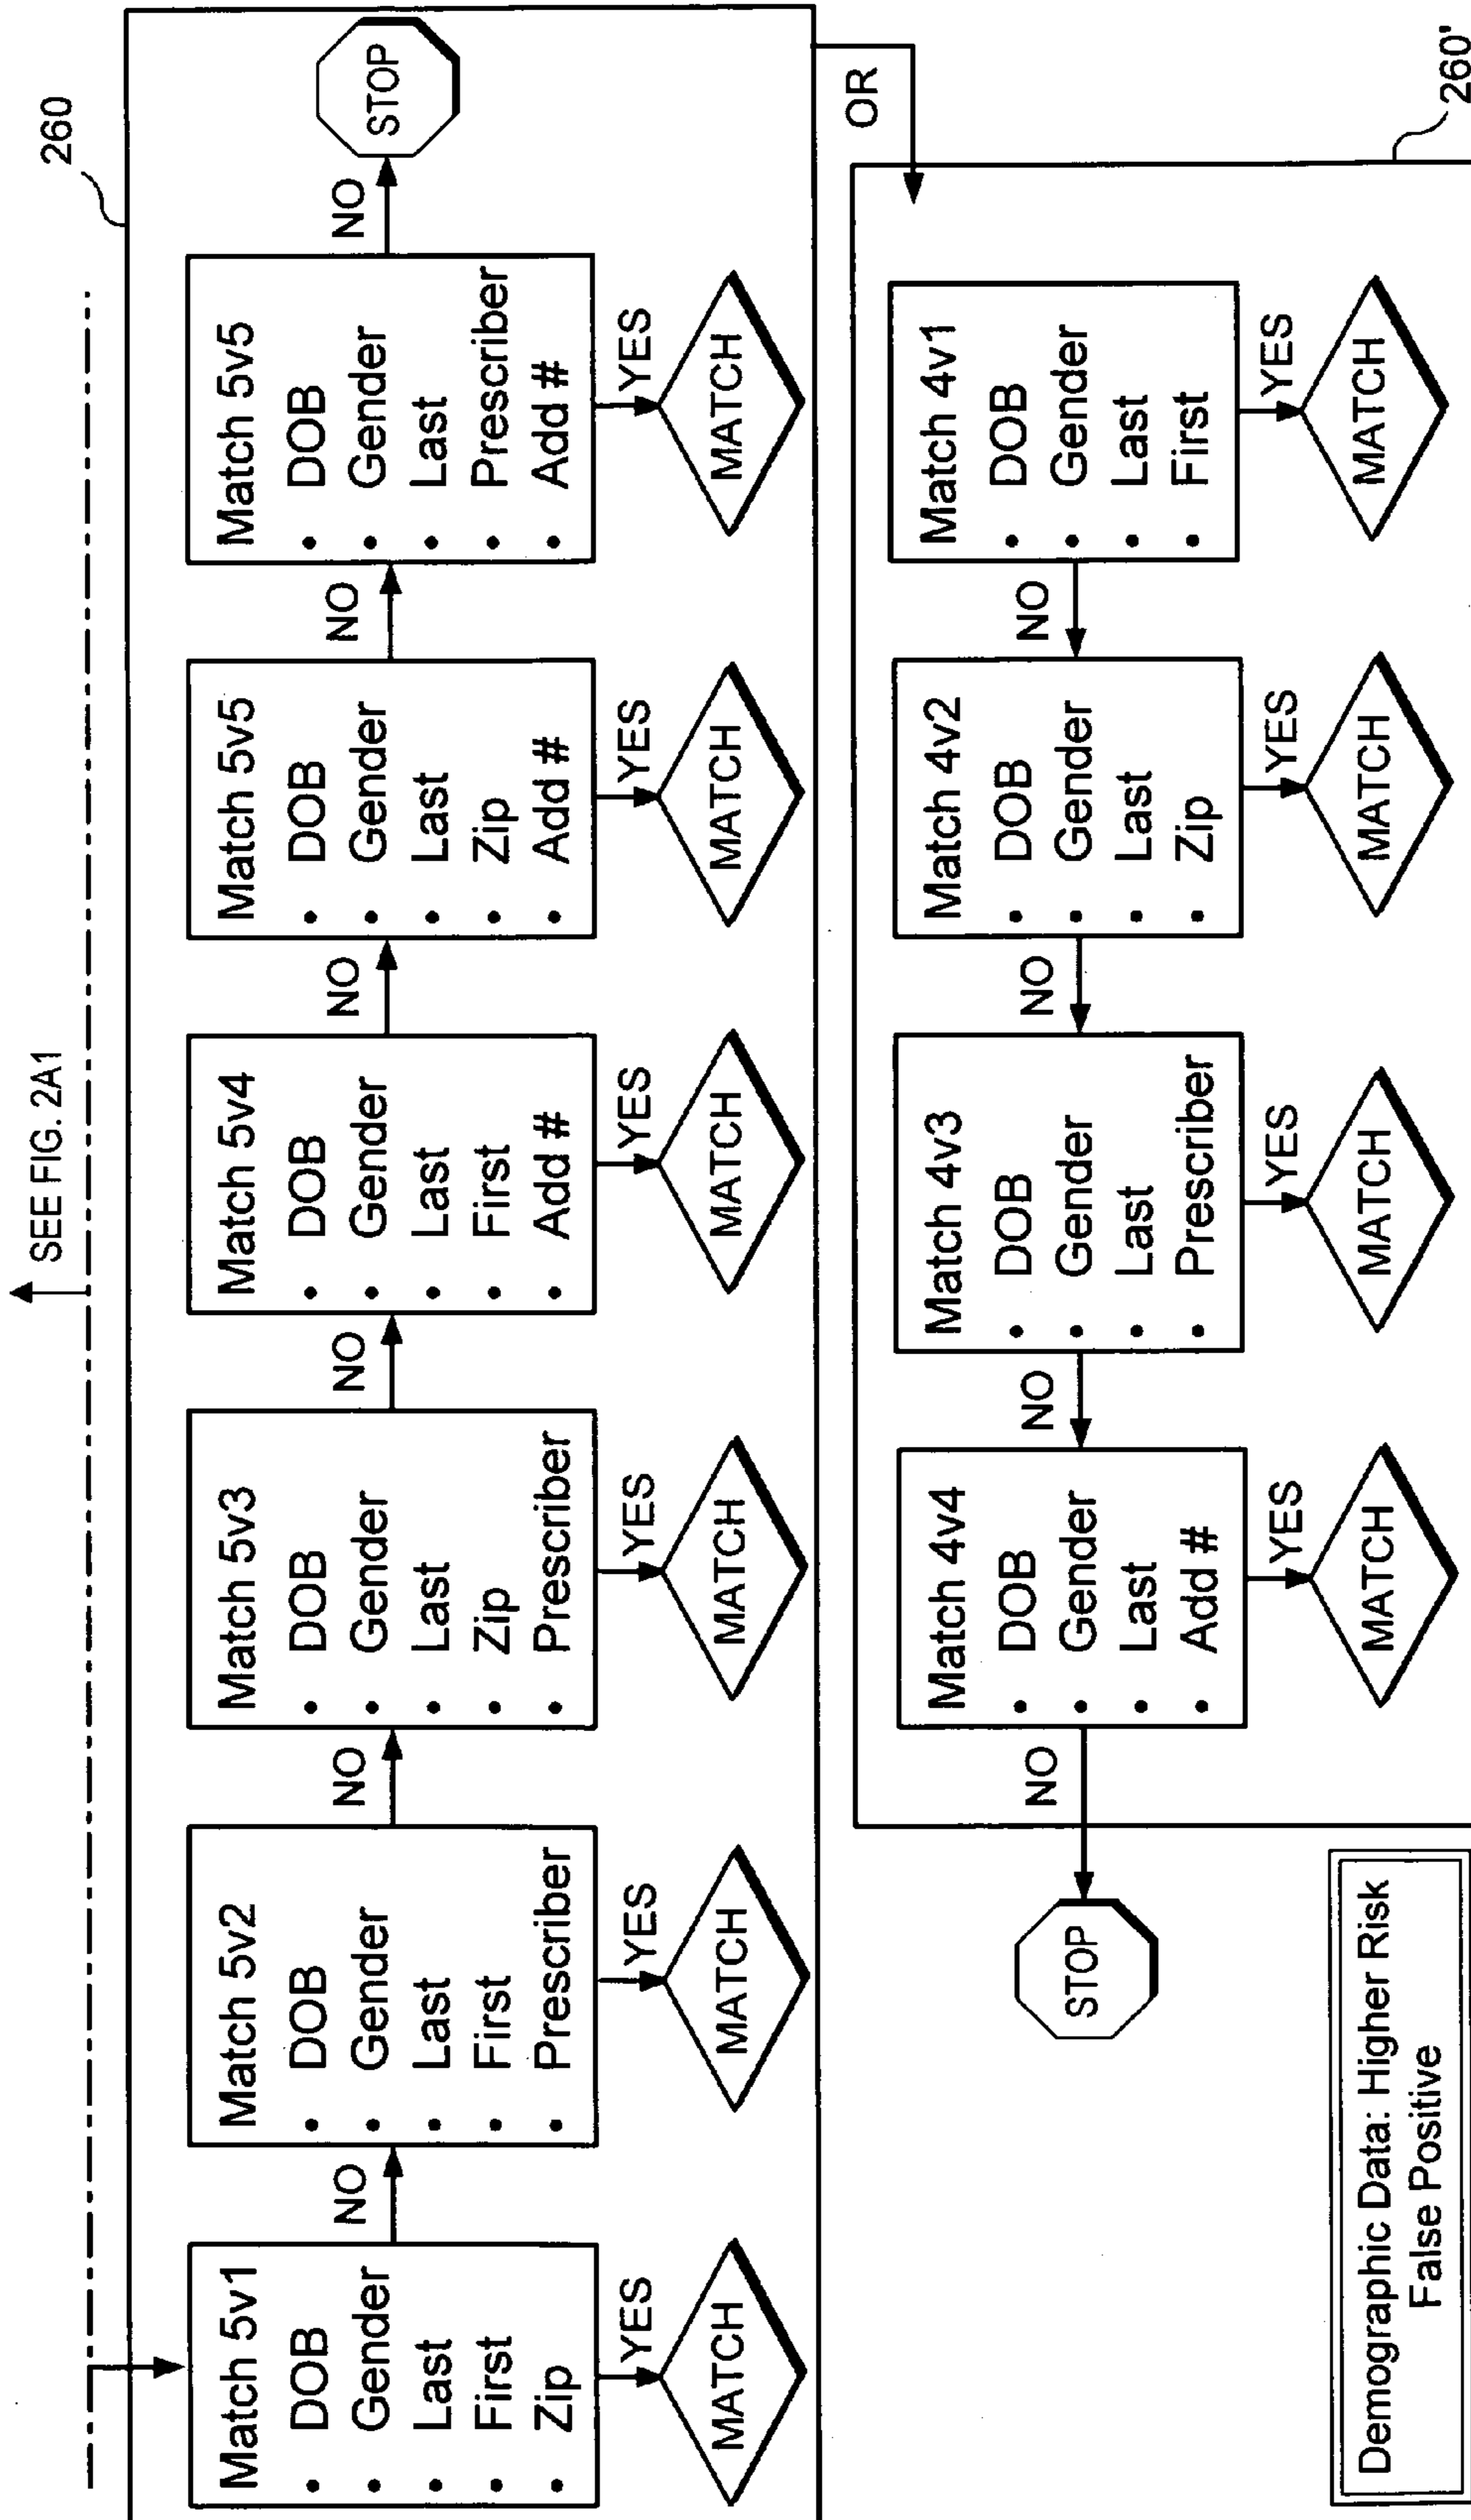 SEE FIG. 2A1
260
Match 5v1
• DOB
• Gender
• Last
• First
• Zip
YES
MATCH
NO
Match 5v2
• DOB
• Gender
• Last
• First
• Prescriber
YES
MATCH
NO
Match 5v3
• DOB
• Gender
• Last
• Zip
• Prescriber
YES
MATCH
NO
Match 5v4
• DOB
• Gender
• Last
• First
• Add #
YES
MATCH
NO
Match 5v5
• DOB
• Gender
• Last
• Zip
• Add #
YES
MATCH
NO
Match 5v5
• DOB
• Gender
• Last
• Prescriber
• Add #
YES
MATCH
NO
STOP
OR
260'
Match 4v1
• DOB
• Gender
• Last
• First
YES
MATCH
NO
Match 4v2
• DOB
• Gender
• Last
• Zip
YES
MATCH
NO
Match 4v3
• DOB
• Gender
• Last
• Prescriber
YES
MATCH
NO
Match 4v4
• DOB
• Gender
• Last
• Add #
YES
MATCH
NO
STOP
Demographic Data: Higher Risk
False Positive